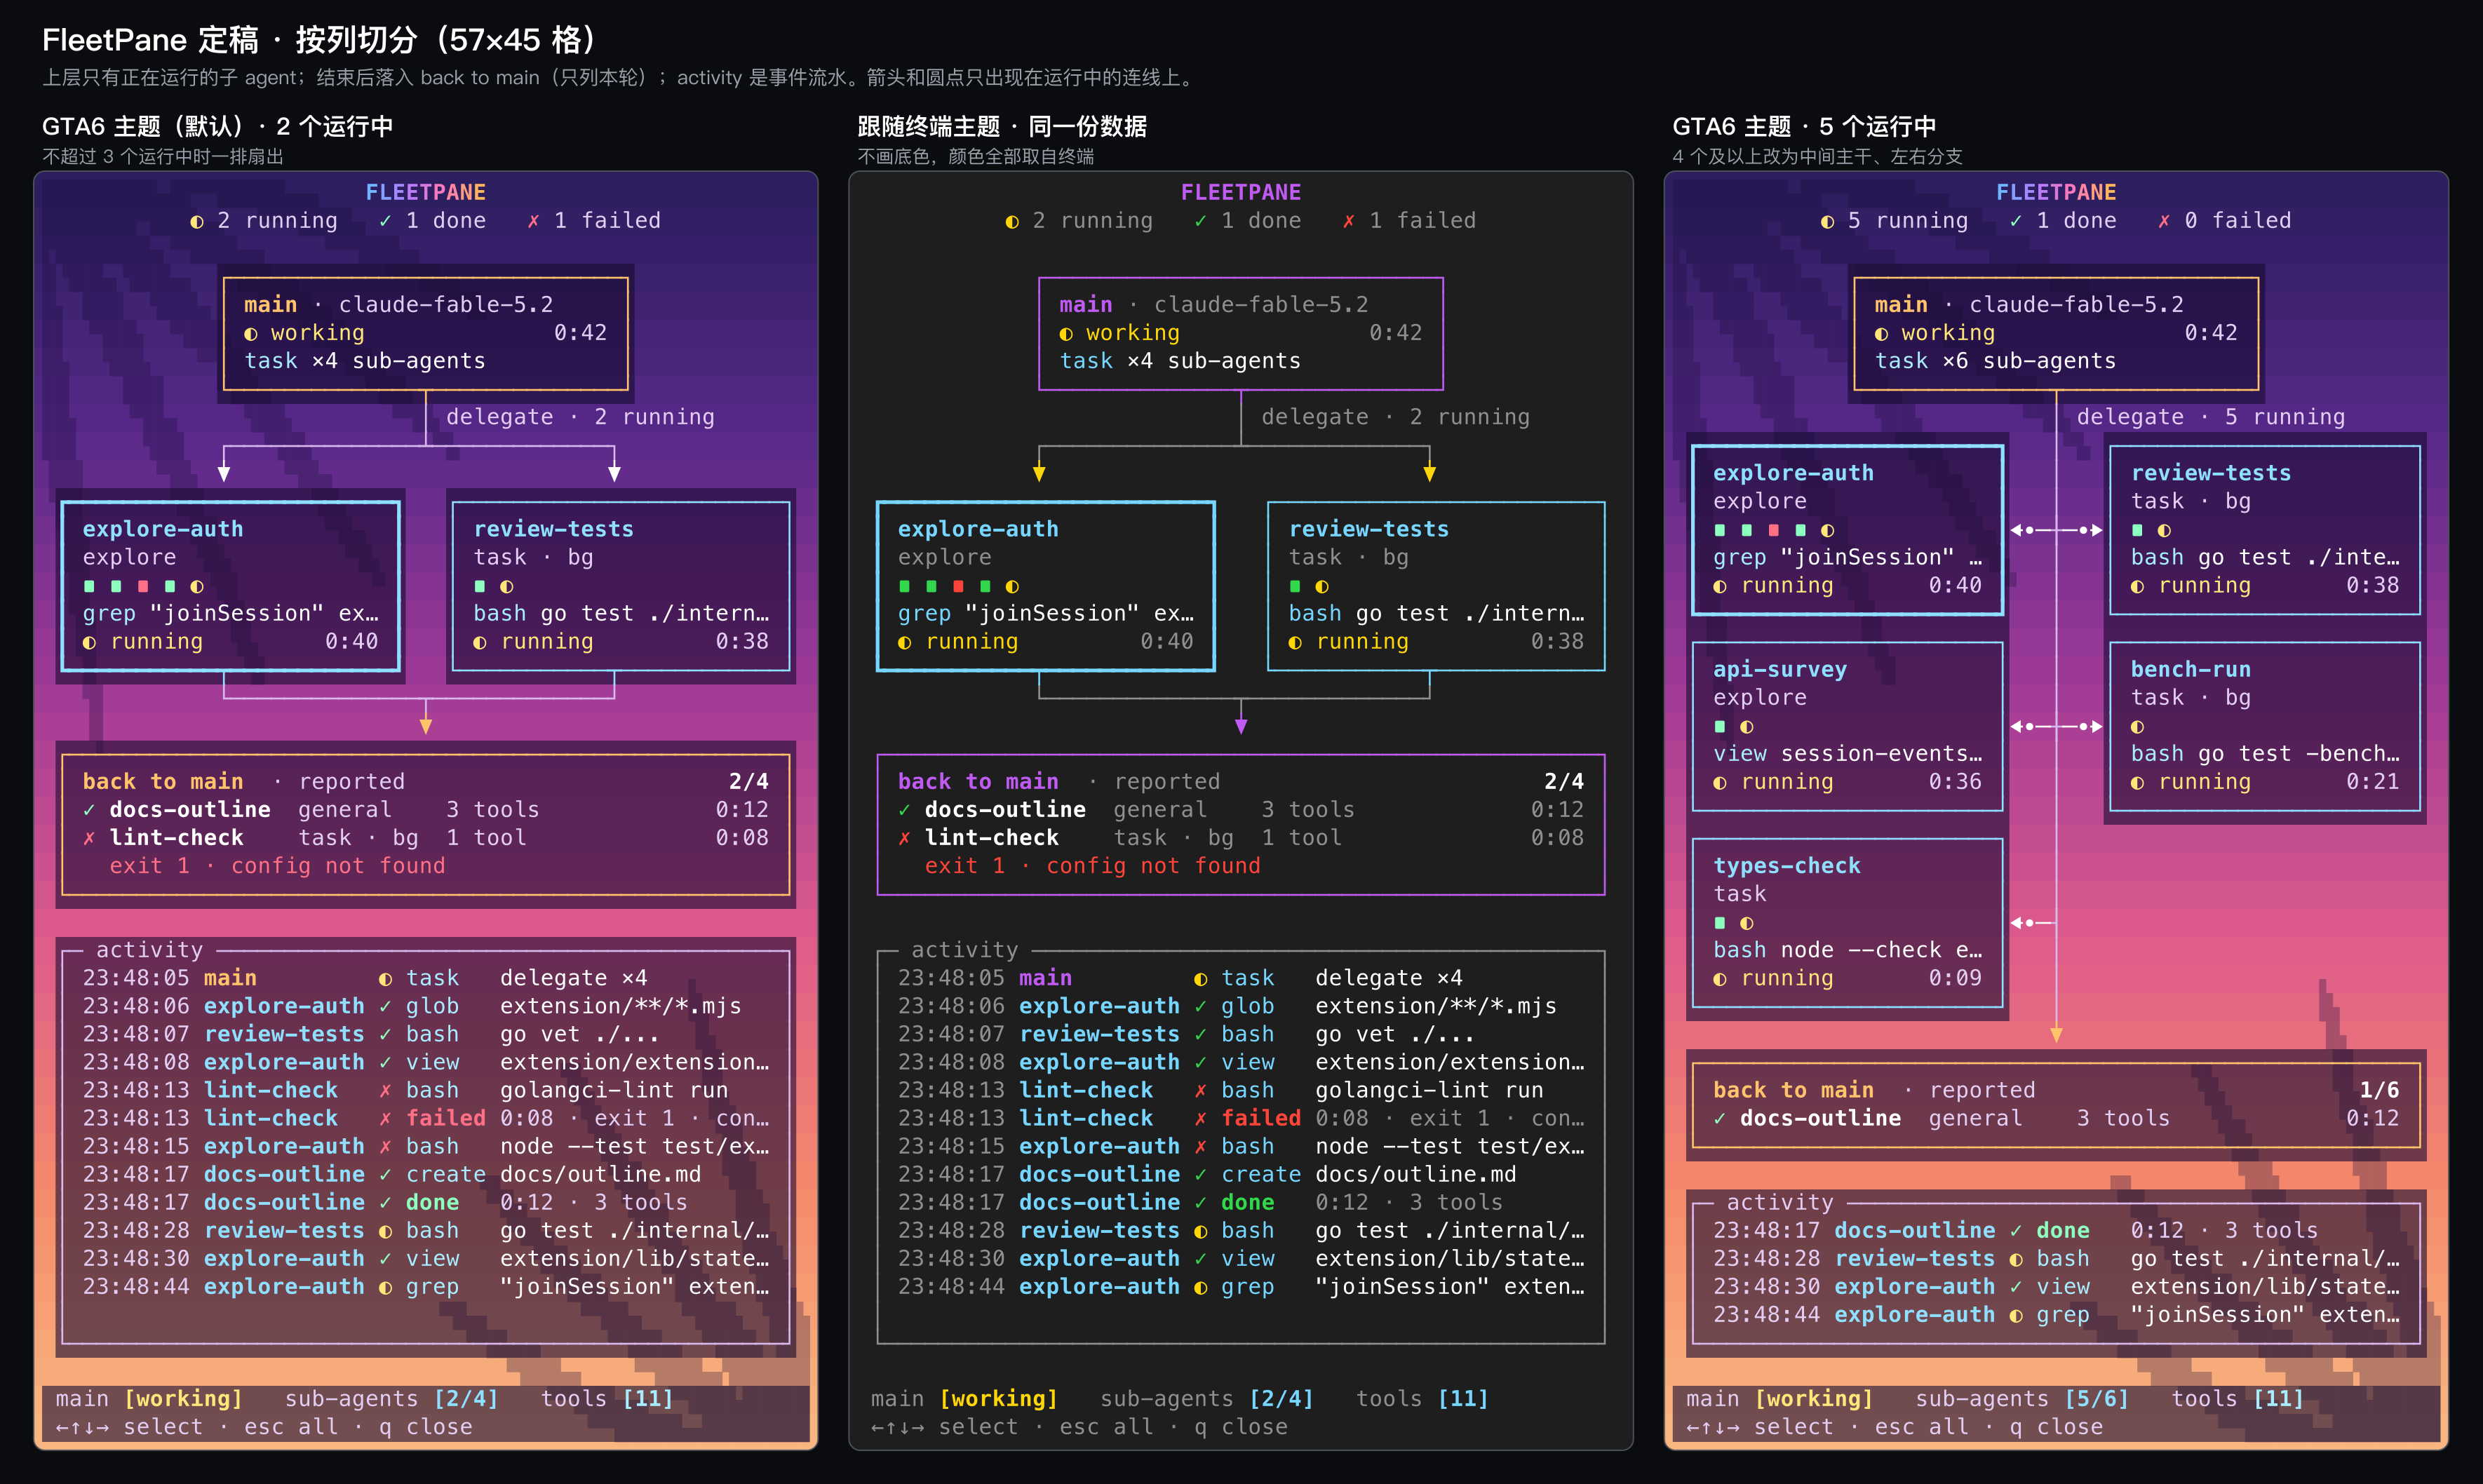 FleetPane 定稿 · 按列切分（57×45 格）
上层只有正在运行的子 agent；结束后落入 back to main（只列本轮）；activity 是事件流水。箭头和圆点只出现在运行中的连线上。
GTA6 主题（默认）· 2 个运行中
不超过 3 个运行中时一排扇出
FLEETPANE
◐ 2 running ✓ 1 done ✗ 1 failed
main · claude-fable-5.2
◐ working 0:42
task ×4 sub-agents
delegate · 2 running
explore-auth
explore
grep "joinSession" ex…
◐ running 0:40
review-tests
task · bg
bash go test ./intern…
◐ running 0:38
back to main · reported 2/4
✓ docs-outline general 3 tools 0:12
✗ lint-check task · bg 1 tool 0:08
exit 1 · config not found
activity
23:48:05 main ◐ task delegate ×4
23:48:06 explore-auth ✓ glob extension/**/*.mjs
23:48:07 review-tests ✓ bash go vet ./...
23:48:08 explore-auth ✓ view extension/extension…
23:48:13 lint-check ✗ bash golangci-lint run
23:48:13 lint-check ✗ failed 0:08 · exit 1 · con…
23:48:15 explore-auth ✗ bash node --test test/ex…
23:48:17 docs-outline ✓ create docs/outline.md
23:48:17 docs-outline ✓ done 0:12 · 3 tools
23:48:28 review-tests ◐ bash go test ./internal/…
23:48:30 explore-auth ✓ view extension/lib/state…
23:48:44 explore-auth ◐ grep "joinSession" exten…
main [working] sub-agents [2/4] tools [11]
←↑↓→ select · esc all · q close
跟随终端主题 · 同一份数据
不画底色，颜色全部取自终端
FLEETPANE
◐ 2 running ✓ 1 done ✗ 1 failed
main · claude-fable-5.2
◐ working 0:42
task ×4 sub-agents
delegate · 2 running
explore-auth
explore
grep "joinSession" ex…
◐ running 0:40
review-tests
task · bg
bash go test ./intern…
◐ running 0:38
back to main · reported 2/4
✓ docs-outline general 3 tools 0:12
✗ lint-check task · bg 1 tool 0:08
exit 1 · config not found
activity
23:48:05 main ◐ task delegate ×4
23:48:06 explore-auth ✓ glob extension/**/*.mjs
23:48:07 review-tests ✓ bash go vet ./...
23:48:08 explore-auth ✓ view extension/extension…
23:48:13 lint-check ✗ bash golangci-lint run
23:48:13 lint-check ✗ failed 0:08 · exit 1 · con…
23:48:15 explore-auth ✗ bash node --test test/ex…
23:48:17 docs-outline ✓ create docs/outline.md
23:48:17 docs-outline ✓ done 0:12 · 3 tools
23:48:28 review-tests ◐ bash go test ./internal/…
23:48:30 explore-auth ✓ view extension/lib/state…
23:48:44 explore-auth ◐ grep "joinSession" exten…
main [working] sub-agents [2/4] tools [11]
←↑↓→ select · esc all · q close
GTA6 主题 · 5 个运行中
4 个及以上改为中间主干、左右分支
FLEETPANE
◐ 5 running ✓ 1 done ✗ 0 failed
main · claude-fable-5.2
◐ working 0:42
task ×6 sub-agents
delegate · 5 running
explore-auth
explore
grep "joinSession" …
◐ running 0:40
review-tests
task · bg
bash go test ./inte…
◐ running 0:38
api-survey
explore
view session-events…
◐ running 0:36
bench-run
task · bg
bash go test -bench…
◐ running 0:21
types-check
task
bash node --check e…
◐ running 0:09
back to main · reported 1/6
✓ docs-outline general 3 tools 0:12
activity
23:48:17 docs-outline ✓ done 0:12 · 3 tools
23:48:28 review-tests ◐ bash go test ./internal/…
23:48:30 explore-auth ✓ view extension/lib/state…
23:48:44 explore-auth ◐ grep "joinSession" exten…
main [working] sub-agents [5/6] tools [11]
←↑↓→ select · esc all · q close